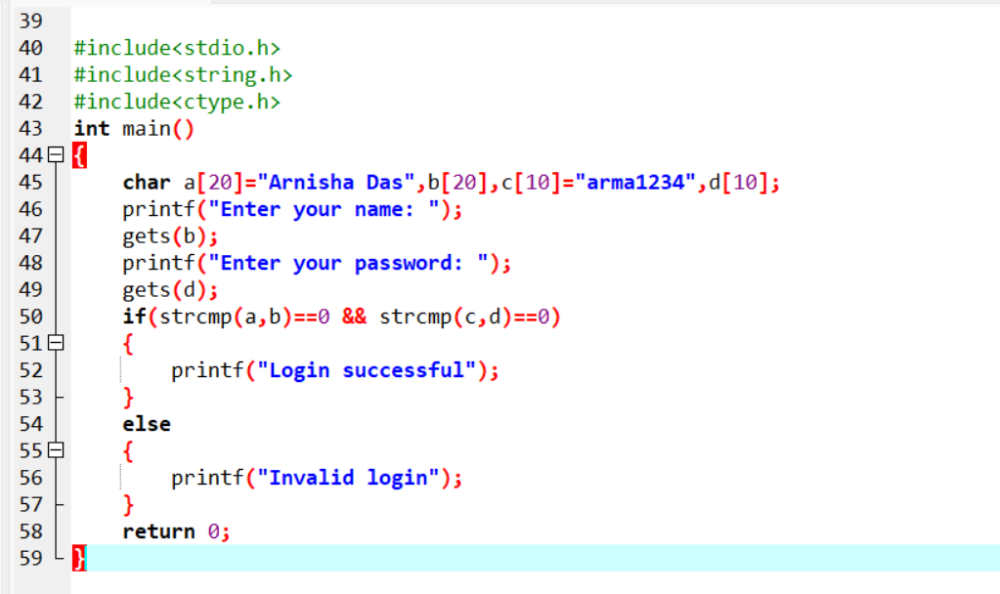 39
40 #include<stdio.h>
41 #include<string.h>
42 #include<ctype.h>
43 int main()
44 {
45     char a[20]="Arnisha Das",b[20],c[10]="arma1234",d[10];
46     printf("Enter your name: ");
47     gets(b);
48     printf("Enter your password: ");
49     gets(d);
50     if(strcmp(a,b)==0 && strcmp(c,d)==0)
51     {
52         printf("Login successful");
53     }
54     else
55     {
56         printf("Invalid login");
57     }
58     return 0;
59 }